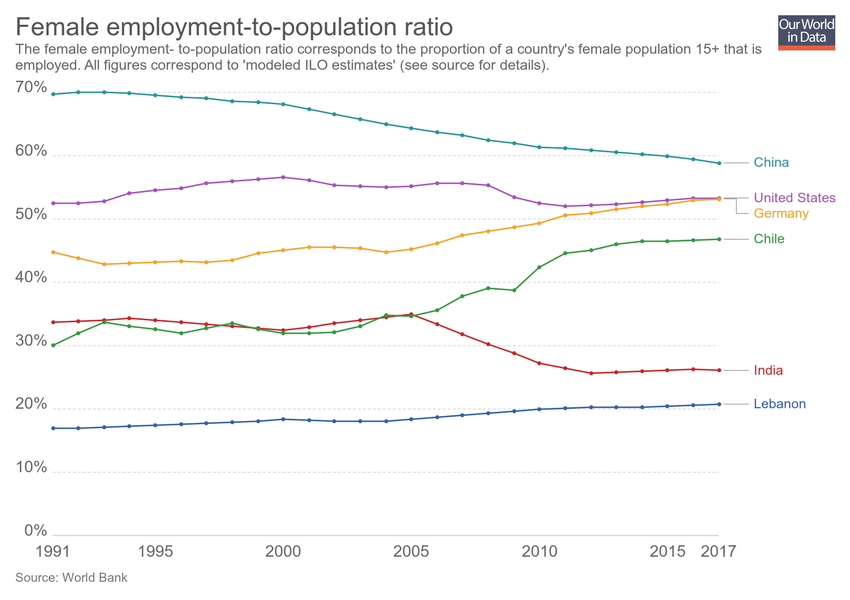 Female employment-to-population ratio
Our World
in Data
The female employment- to-population ratio corresponds to the proportion of a country's female population 15+ that is
employed. All figures correspond to 'modeled ILO estimates' (see source for details).
70%
60%
50%
40%
30%
20%
10%
0%
China
United States
Germany
Chile
India
Lebanon
1991 1995 2000 2005 2010 2015 2017
Source: World Bank